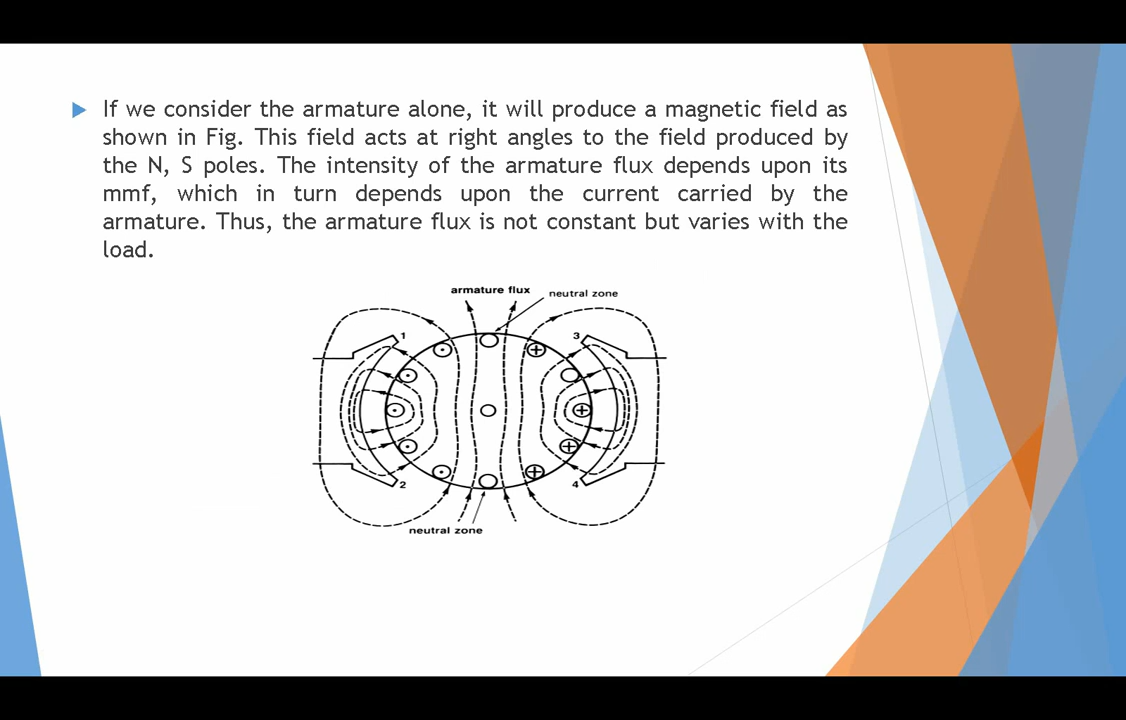 If we consider the armature alone, it will produce a magnetic field as
shown in Fig. This field acts at right angles to the field produced by
the N, S poles. The intensity of the armature flux depends upon its
mmf, which in turn depends upon the current carried by the
armature. Thus, the armature flux is not constant but varies with the
load.
armature flux
neutral zone
1
3
2
4
neutral zone